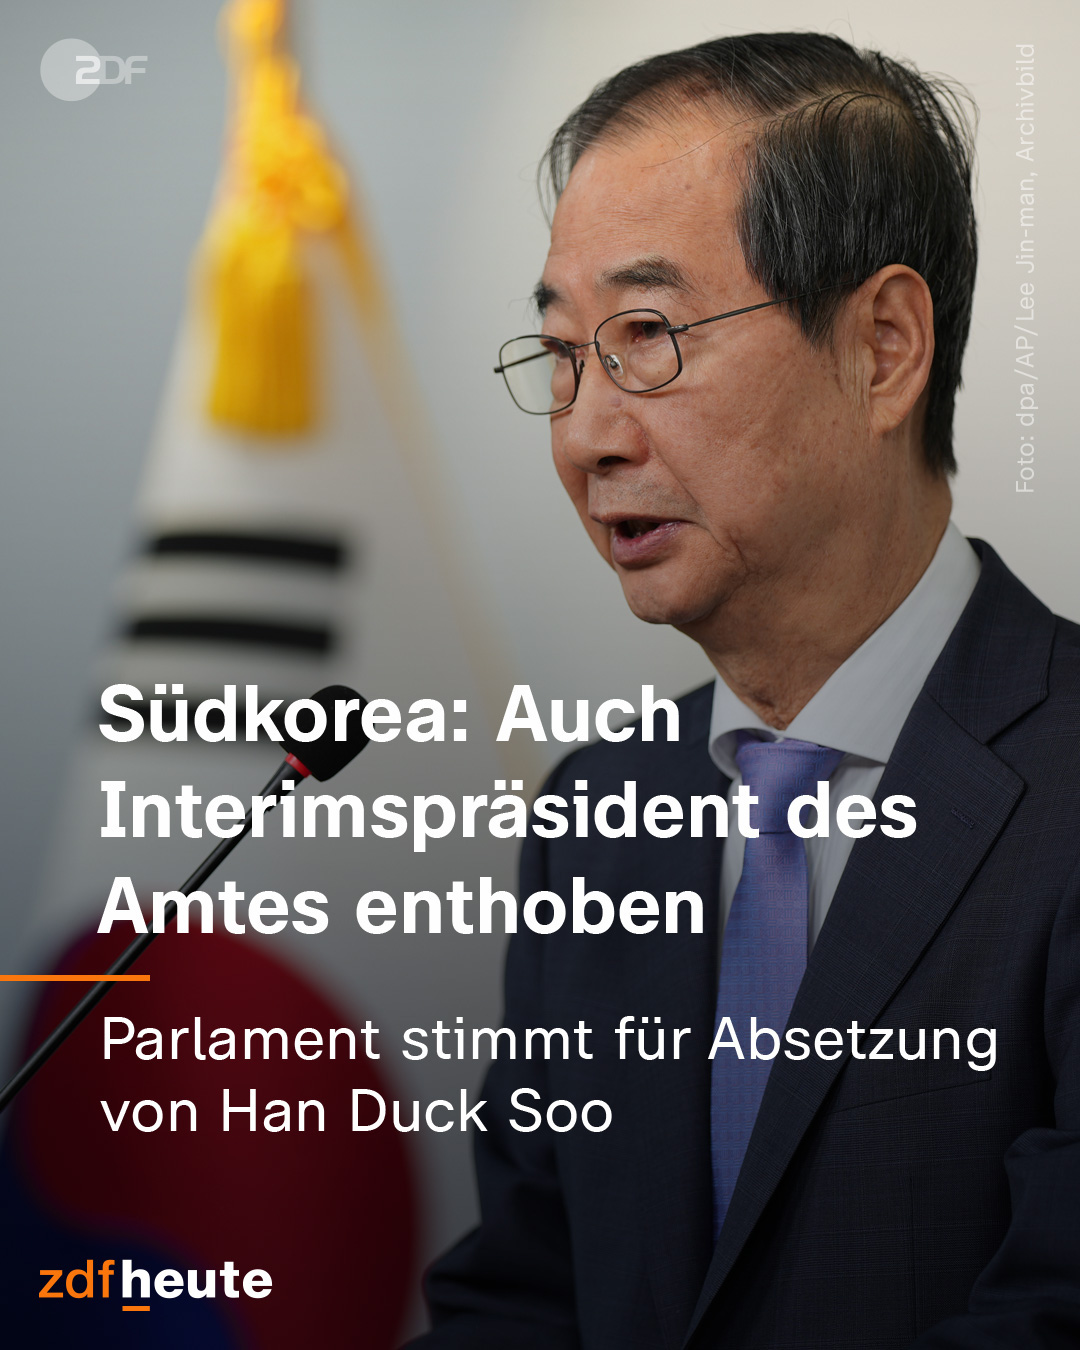 ZDF
Foto: dpa/AP/Lee Jin-man, Archivbild
Südkorea: Auch
Interimspräsident des
Amtes enthoben
Parlament stimmt für Absetzung
von Han Duck Soo
zdfheute